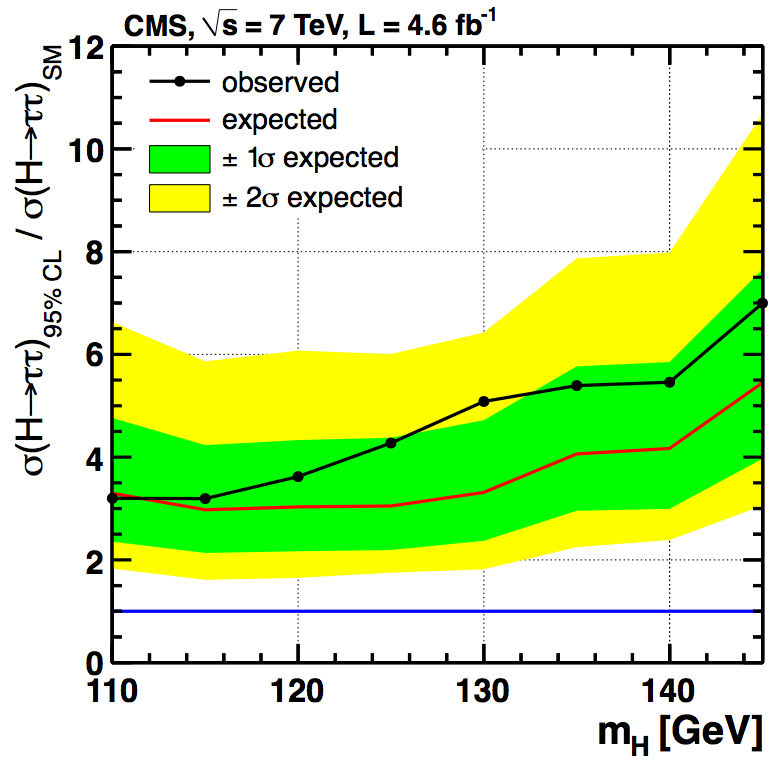 CMS, √s = 7 TeV, L = 4.6 fb⁻¹
σ(H→ττ)95% CL / σ(H→ττ)SM
12
10
8
6
4
2
0
observed
expected
± 1σ expected
± 2σ expected
110 120 130 140
mH [GeV]